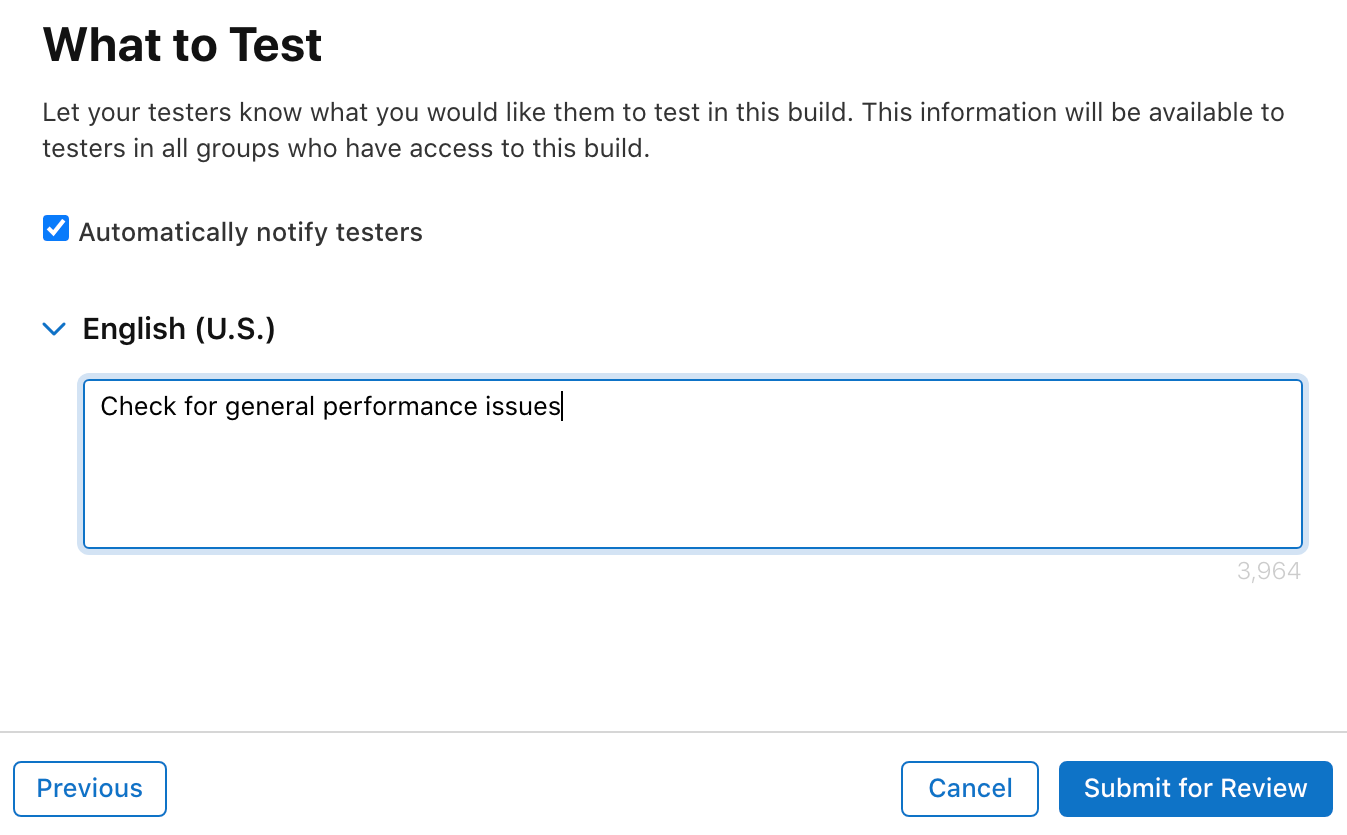 What to Test
Let your testers know what you would like them to test in this build. This information will be available to
testers in all groups who have access to this build.
Automatically notify testers
English (U.S.)
Check for general performance issues
3,964
Previous
Cancel
Submit for Review